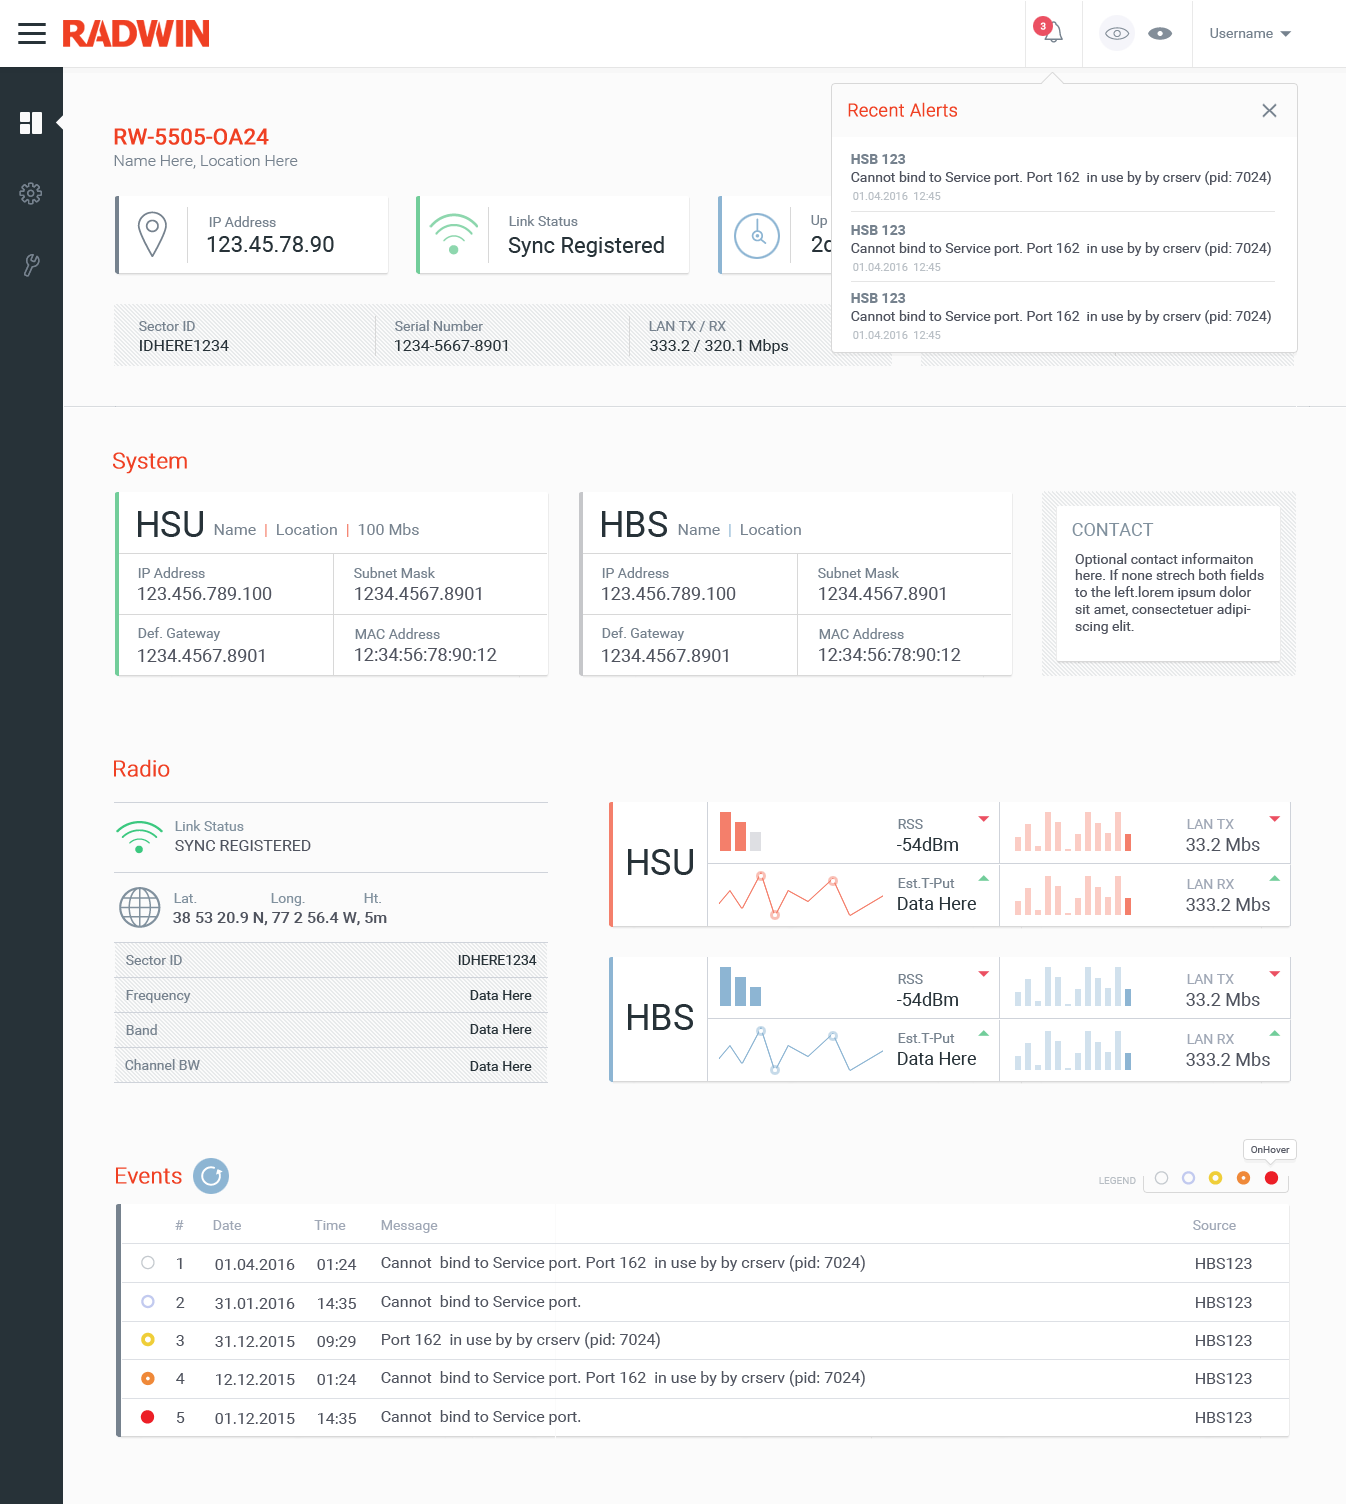 RADWIN
3
Username
Recent Alerts
HSB 123
Cannot bind to Service port. Port 162 in use by by crserv (pid: 7024)
01.04.2016 12:45
HSB 123
Cannot bind to Service port. Port 162 in use by by crserv (pid: 7024)
01.04.2016 12:45
HSB 123
Cannot bind to Service port. Port 162 in use by by crserv (pid: 7024)
01.04.2016 12:45
RW-5505-OA24
Name Here, Location Here
IP Address
123.45.78.90
Link Status
Sync Registered
Up
Sector ID
IDHERE1234
Serial Number
1234-5667-8901
LAN TX / RX
333.2 / 320.1 Mbps
System
HSU Name | Location | 100 Mbs
IP Address
123.456.789.100
Subnet Mask
1234.4567.8901
Def. Gateway
1234.4567.8901
MAC Address
12:34:56:78:90:12
HBS Name | Location
IP Address
123.456.789.100
Subnet Mask
1234.4567.8901
Def. Gateway
1234.4567.8901
MAC Address
12:34:56:78:90:12
CONTACT
Optional contact informaiton
here. If none strech both fields
to the left.lorem ipsum dolor
sit amet, consectetuer adipi-
scing elit.
Radio
Link Status
SYNC REGISTERED
Lat. Long. Ht.
38 53 20.9 N, 77 2 56.4 W, 5m
Sector ID IDHERE1234
Frequency Data Here
Band Data Here
Channel BW Data Here
HSU
RSS
-54dBm
LAN TX
33.2 Mbs
Est.T-Put
Data Here
LAN RX
333.2 Mbs
HBS
RSS
-54dBm
LAN TX
33.2 Mbs
Est.T-Put
Data Here
LAN RX
333.2 Mbs
Events
OnHover
LEGEND
# Date Time Message Source
1 01.04.2016 01:24 Cannot bind to Service port. Port 162 in use by by crserv (pid: 7024) HBS123
2 31.01.2016 14:35 Cannot bind to Service port. HBS123
3 31.12.2015 09:29 Port 162 in use by by crserv (pid: 7024) HBS123
4 12.12.2015 01:24 Cannot bind to Service port. Port 162 in use by by crserv (pid: 7024) HBS123
5 01.12.2015 14:35 Cannot bind to Service port. HBS123